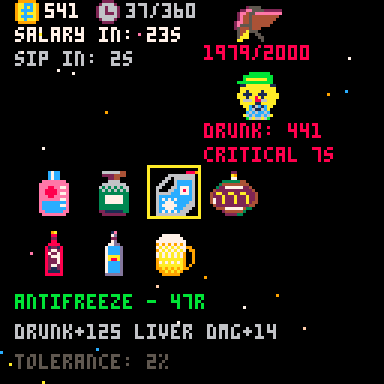 541 37/360
SALARY IN: 23S
SIP IN: 2S
1979/2000
DRUNK: 441
CRITICAL 7S
ANTIFREEZE - 47R
DRUNK+125 LIVER DMG+14
TOLERANCE: 2%